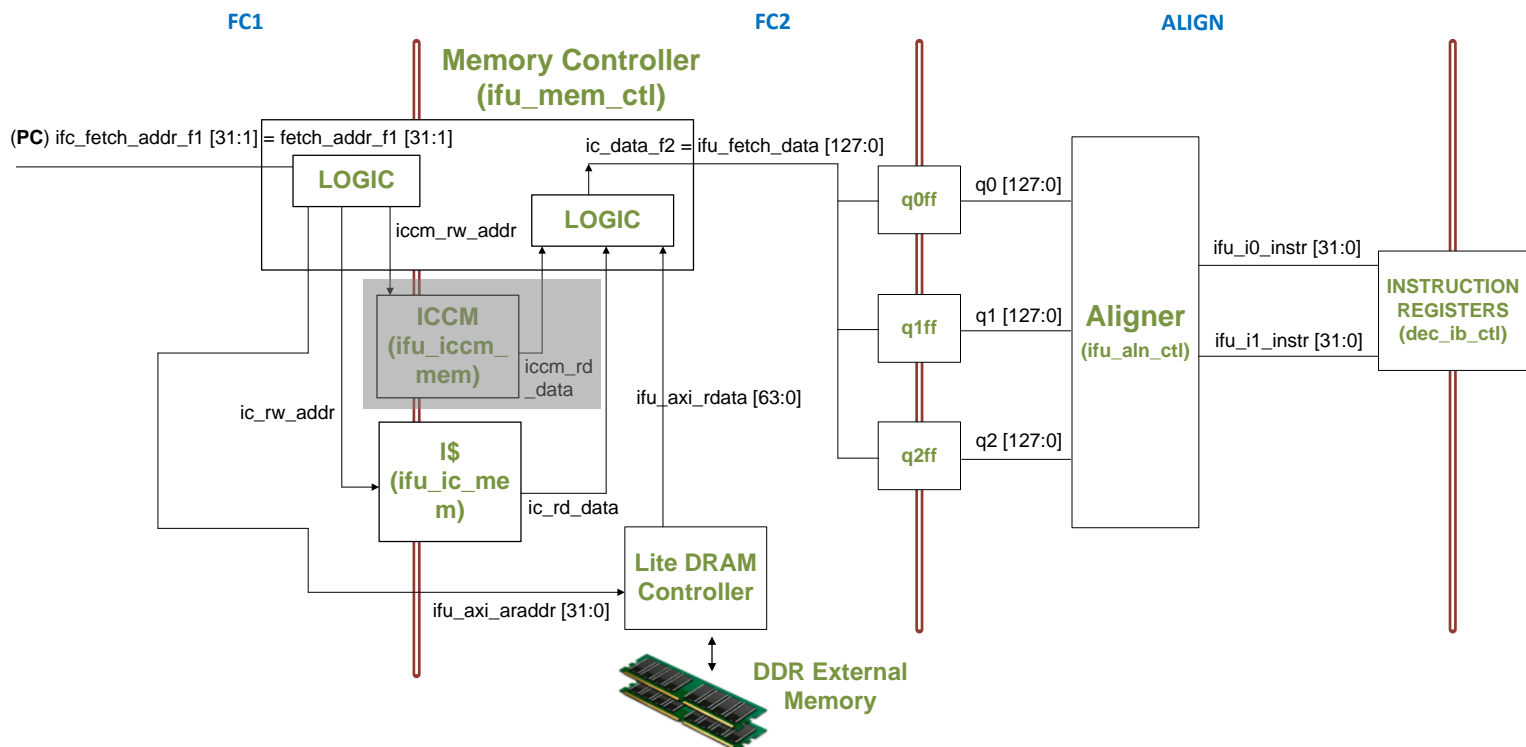 FC1
FC2
ALIGN
Memory Controller
(ifu_mem_ctl)
(PC) ifc_fetch_addr_f1 [31:1] = fetch_addr_f1 [31:1]
ic_data_f2 = ifu_fetch_data [127:0]
LOGIC
LOGIC
iccm_rw_addr
q0ff
q0 [127:0]
ifu_i0_instr [31:0]
ICCM
(ifu_iccm_
mem)
iccm_rd
_data
q1ff
q1 [127:0]
Aligner
(ifu_aln_ctl)
ifu_i1_instr [31:0]
INSTRUCTION
REGISTERS
(dec_ib_ctl)
ic_rw_addr
ifu_axi_rdata [63:0]
I$
(ifu_ic_me
m)
ic_rd_data
q2ff
q2 [127:0]
Lite DRAM
Controller
ifu_axi_araddr [31:0]
DDR External
Memory